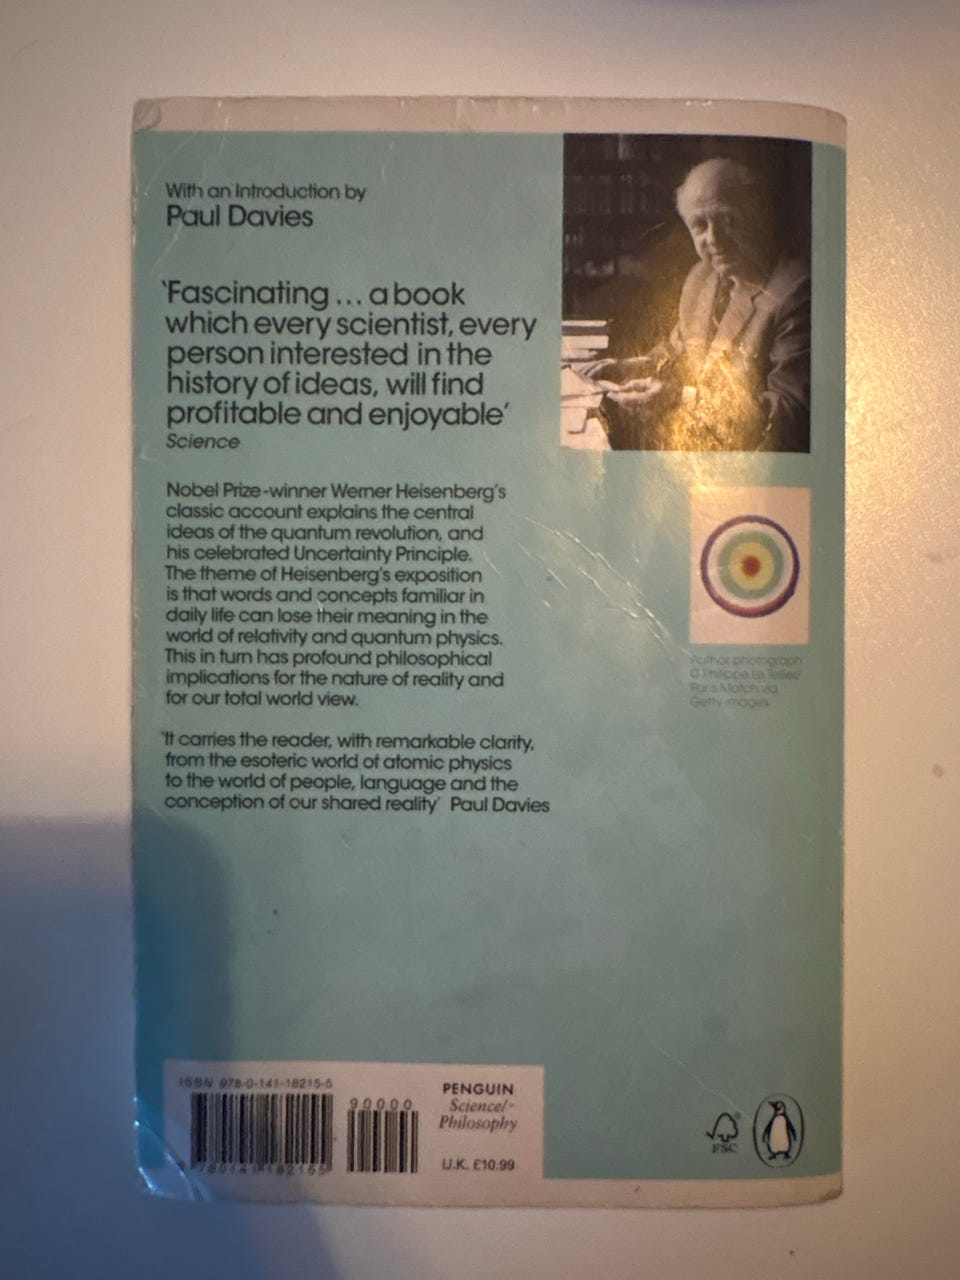 With an Introduction by
Paul Davies
‘Fascinating ... a book
which every scientist, every
person interested in the
history of ideas, will find
profitable and enjoyable’
Science
Nobel Prize-winner Werner Heisenberg’s
classic account explains the central
ideas of the quantum revolution, and
his celebrated Uncertainty Principle.
The theme of Heisenberg’s exposition
is that words and concepts familiar in
daily life can lose their meaning in the
world of relativity and quantum physics.
This in turn has profound philosophical
implications for the nature of reality and
for our total world view.
‘It carries the reader, with remarkable clarity,
from the esoteric world of atomic physics
to the world of people, language and the
conception of our shared reality’ Paul Davies
Author photograph
© Philippe Le Tellier/
Paris Match via
Getty Images
ISBN 978-0-141-18215-5
90000
9 780141 182155
PENGUIN
Science/-
Philosophy
U.K. £10.99
FSC®